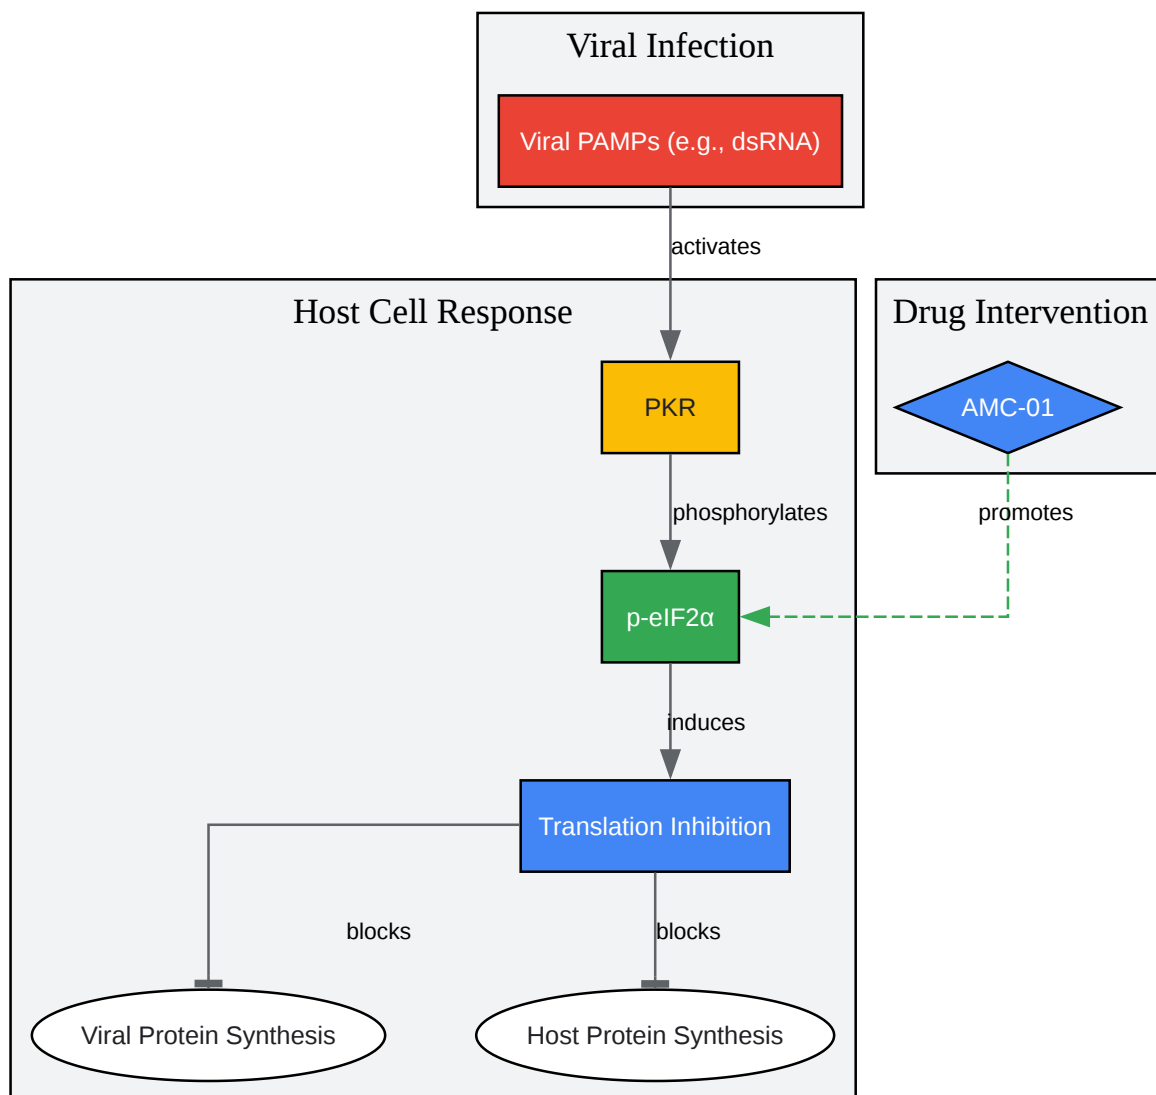 Viral Infection
Viral PAMPs (e.g., dsRNA)
activates
Host Cell Response
Drug Intervention
PKR
AMC-01
phosphorylates
promotes
p-eIF2α
induces
Translation Inhibition
blocks
blocks
Viral Protein Synthesis
Host Protein Synthesis